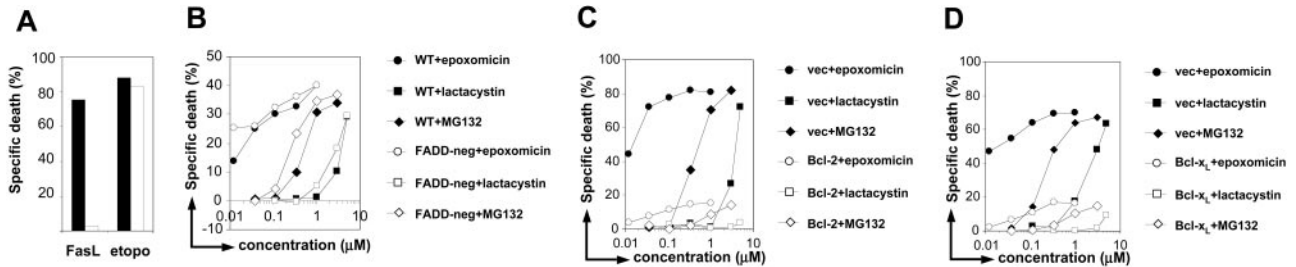 A
Specific death (%)
100
80
60
40
20
FasL etopo
B
Specific death (%)
50
40
30
20
10
0
-10
0.01 0.1 1 10
concentration (μM)
WT+epoxomicin
WT+lactacystin
WT+MG132
FADD-neg+epoxomicin
FADD-neg+lactacystin
FADD-neg+MG132
C
Specific death (%)
100
80
60
40
20
0
0.01 0.1 1 10
concentration (μM)
vec+epoxomicin
vec+lactacystin
vec+MG132
Bcl-2+epoxomicin
Bcl-2+lactacystin
Bcl-2+MG132
D
Specific death (%)
100
80
60
40
20
0
0.01 0.1 1 10
concentration (μM)
vec+epoxomicin
vec+lactacystin
vec+MG132
Bcl-xL+epoxomicin
Bcl-xL+lactacystin
Bcl-xL+MG132